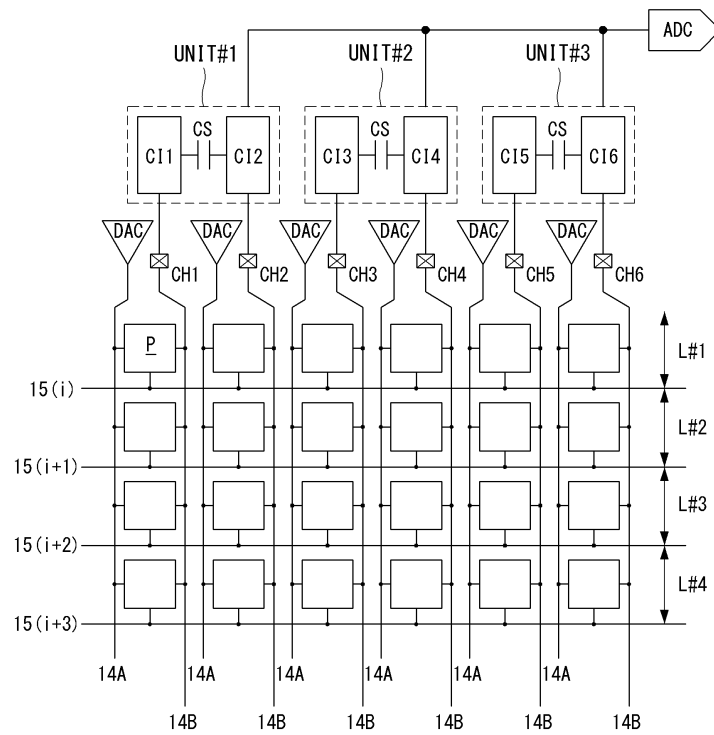 ADC
UNIT#1 UNIT#2 UNIT#3
CS CS CS
CI1 CI2 CI3 CI4 CI5 CI6
DAC DAC DAC DAC DAC DAC
CH1 CH2 CH3 CH4 CH5 CH6
P
L#1
15(i)
L#2
15(i+1)
L#3
15(i+2)
L#4
15(i+3)
14A 14A 14A 14A 14A 14A
14B 14B 14B 14B 14B 14B